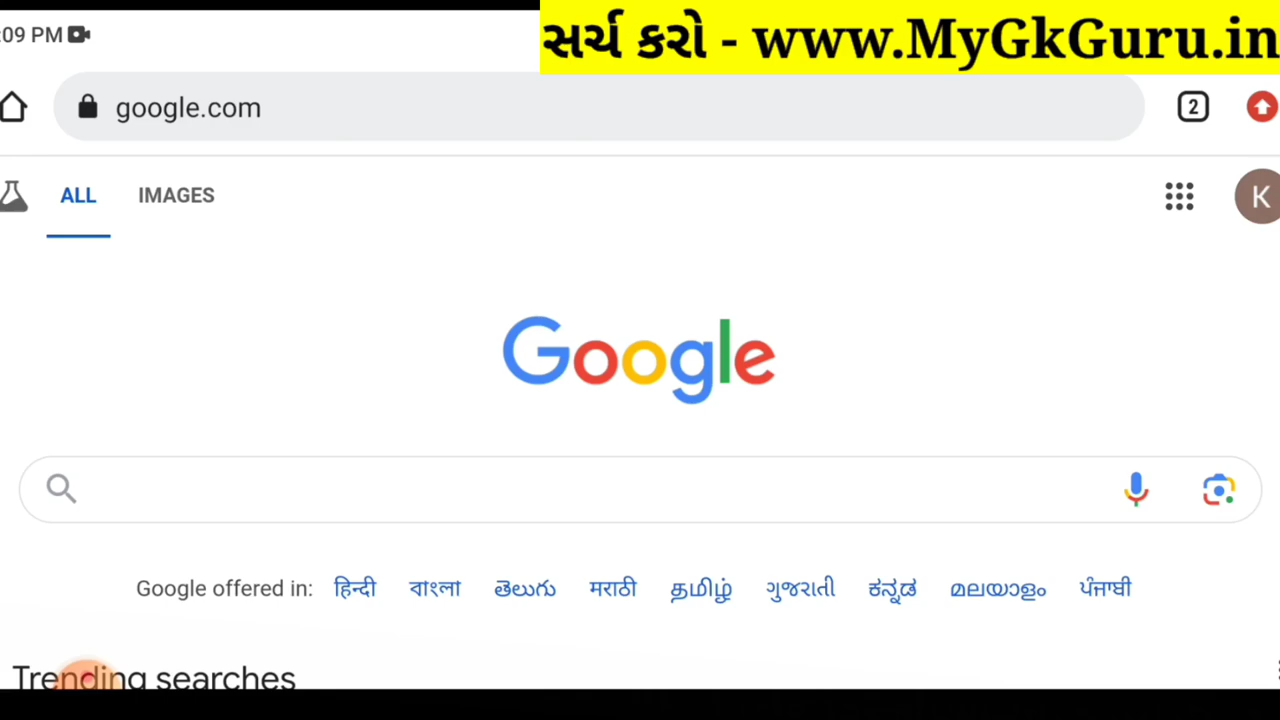 :09 PM
સર્ચ કરો - www.MyGkGuru.in
google.com
2
ALL IMAGES
K
Google
Google offered in: हिन्दी বাংলা తెలుగు मराठी தமிழ் ગુજરાતી ಕನ್ನಡ മലയാളം ਪੰਜਾਬੀ
Trending searches